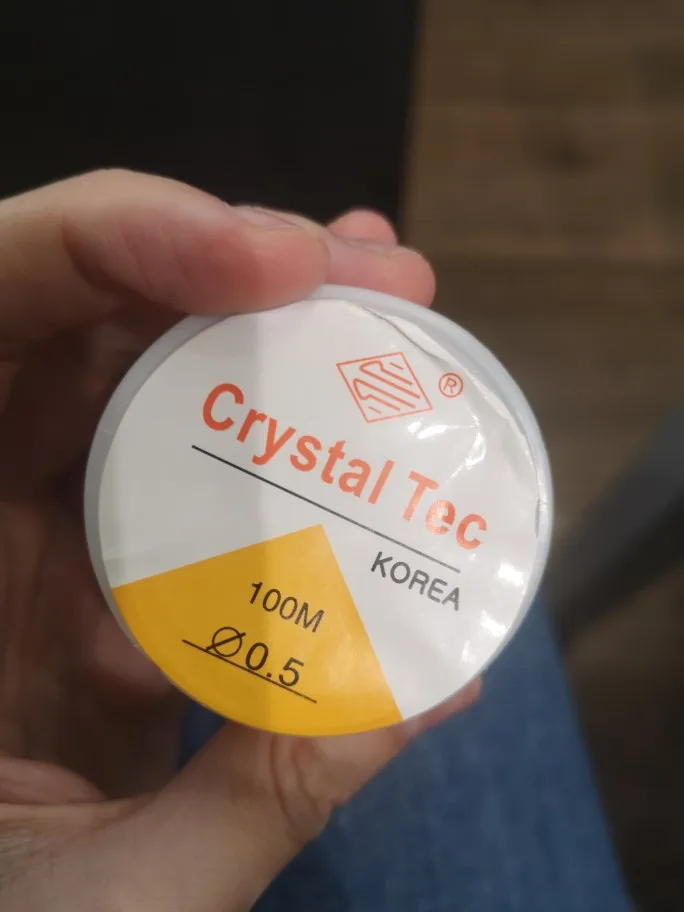 ®
Crystal Tec
KOREA
100M
Ø0.5